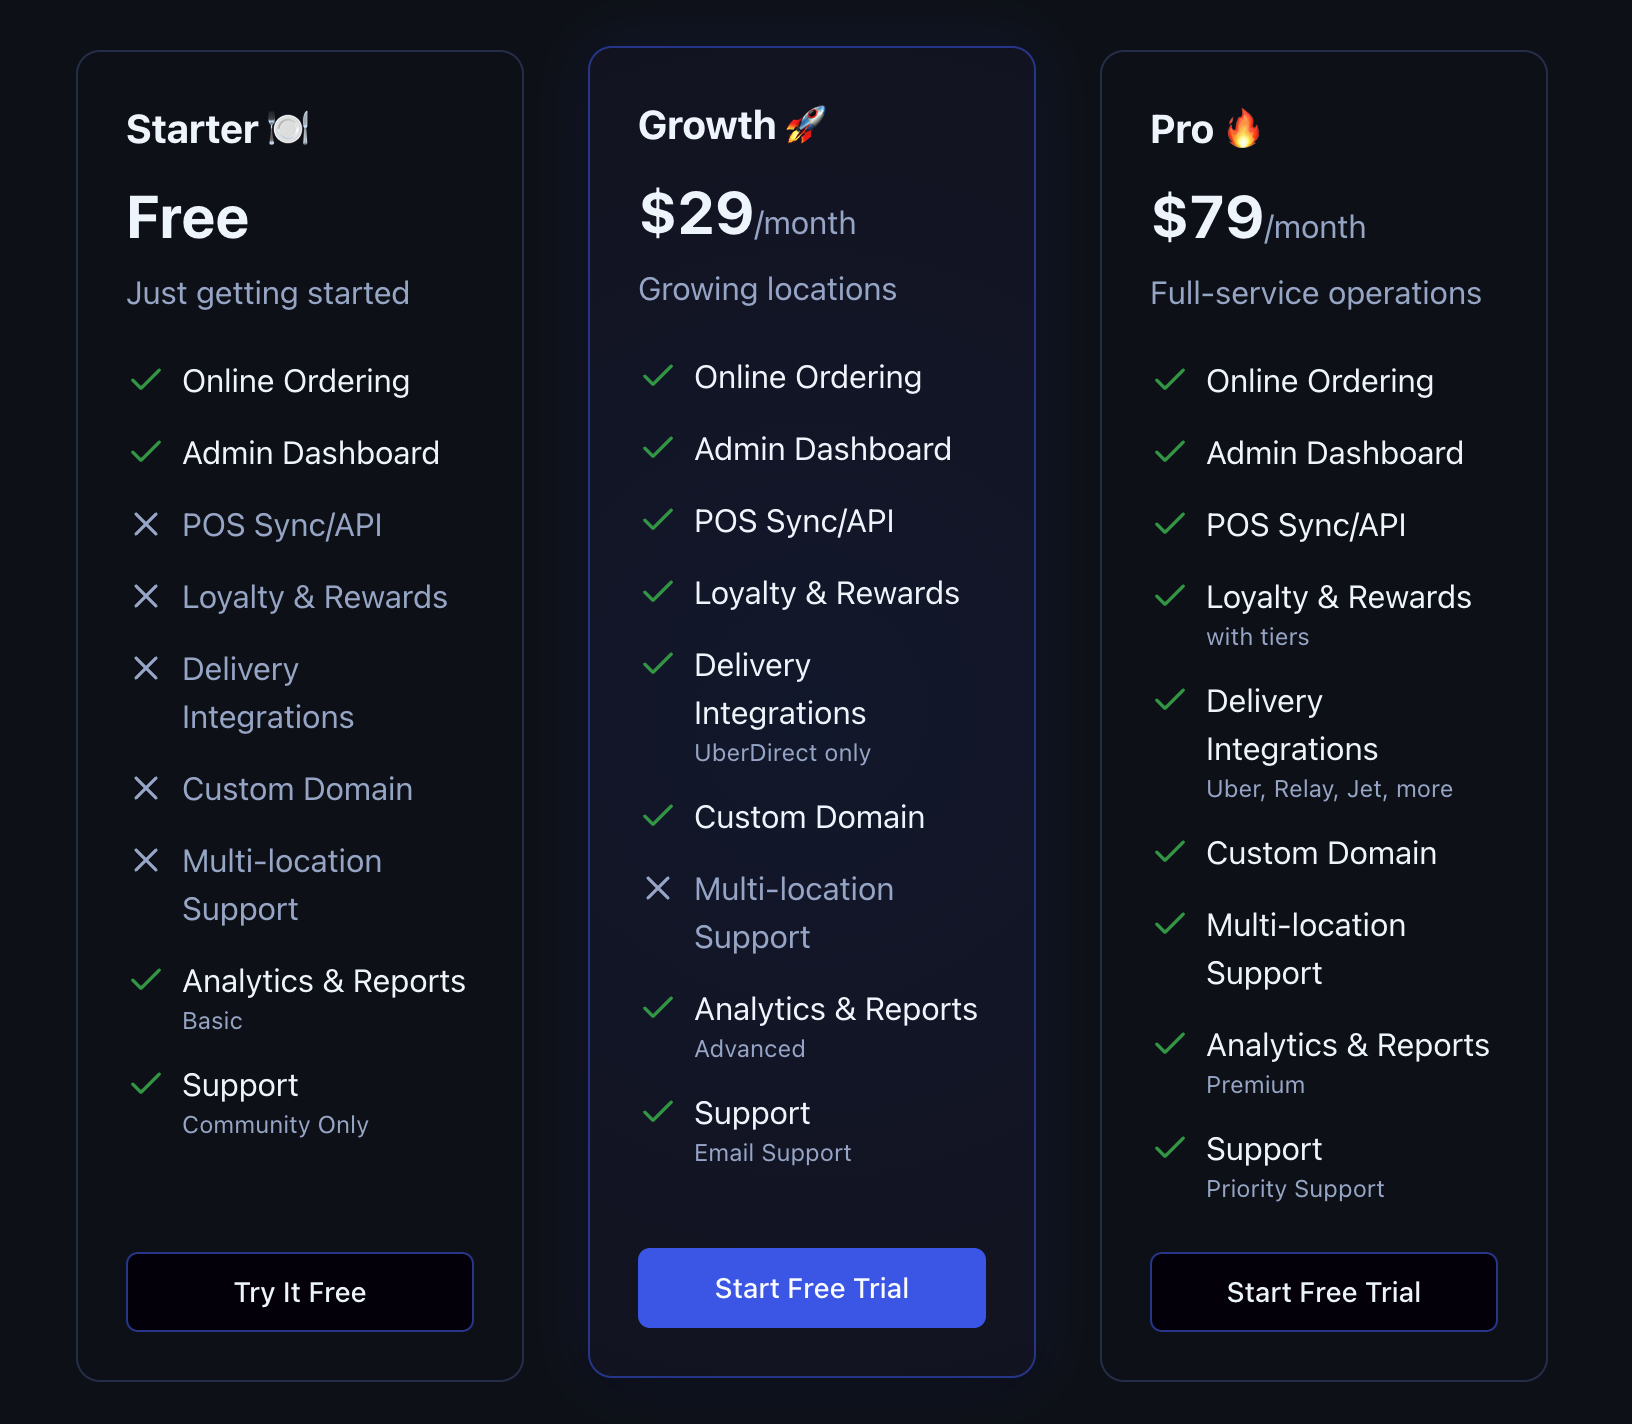 Starter 🍽️
Free
Just getting started
Online Ordering
Admin Dashboard
POS Sync/API
Loyalty & Rewards
Delivery
Integrations
Custom Domain
Multi-location
Support
Analytics & Reports
Basic
Support
Community Only
Try It Free
Growth 🚀
$29/month
Growing locations
Online Ordering
Admin Dashboard
POS Sync/API
Loyalty & Rewards
Delivery
Integrations
UberDirect only
Custom Domain
Multi-location
Support
Analytics & Reports
Advanced
Support
Email Support
Start Free Trial
Pro 🔥
$79/month
Full-service operations
Online Ordering
Admin Dashboard
POS Sync/API
Loyalty & Rewards
with tiers
Delivery
Integrations
Uber, Relay, Jet, more
Custom Domain
Multi-location
Support
Analytics & Reports
Premium
Support
Priority Support
Start Free Trial